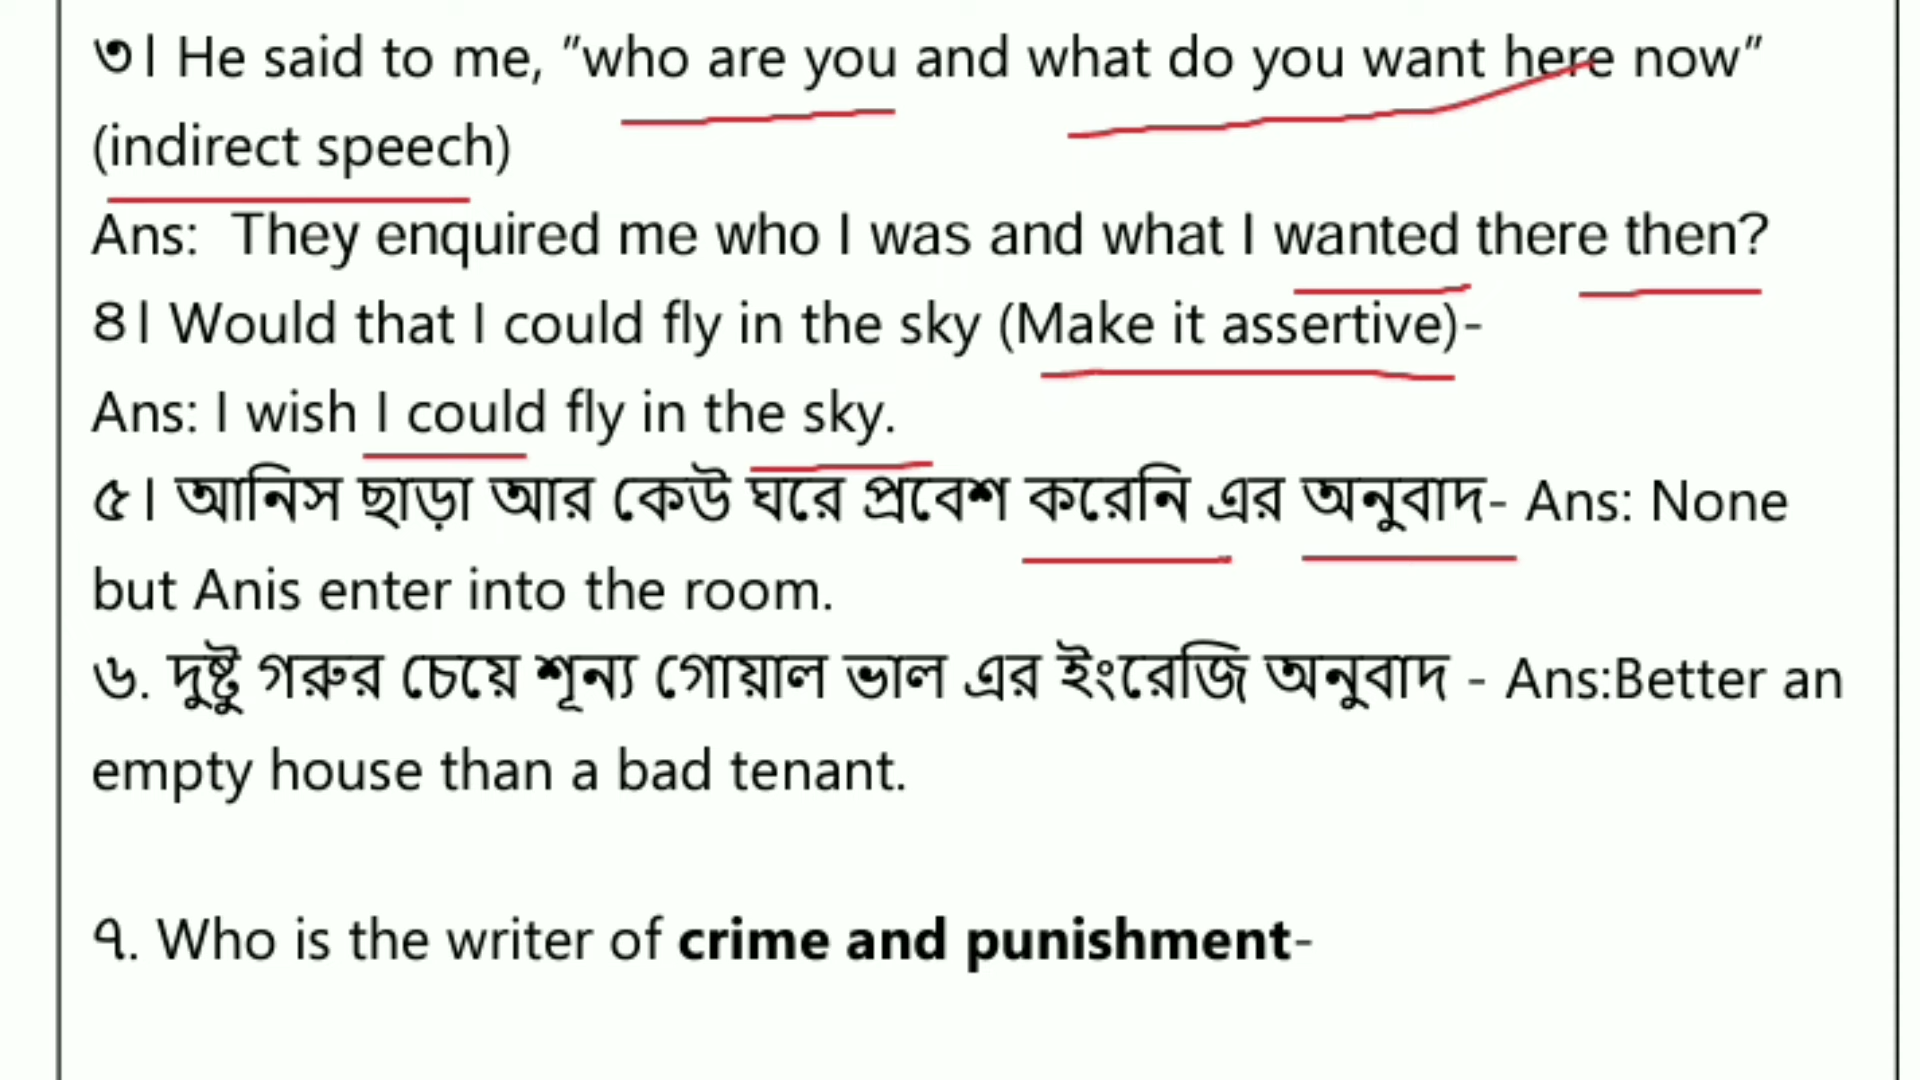 ৩। He said to me, ”who are you and what do you want here now”
(indirect speech)
Ans: They enquired me who I was and what I wanted there then?
৪। Would that I could fly in the sky (Make it assertive)-
Ans: I wish I could fly in the sky.
৫। আনিস ছাড়া আর কেউ ঘরে প্রবেশ করেনি এর অনুবাদ- Ans: None
but Anis enter into the room.
৬. দুষ্টু গরুর চেয়ে শূন্য গোয়াল ভাল এর ইংরেজি অনুবাদ - Ans:Better an
empty house than a bad tenant.
৭. Who is the writer of crime and punishment-